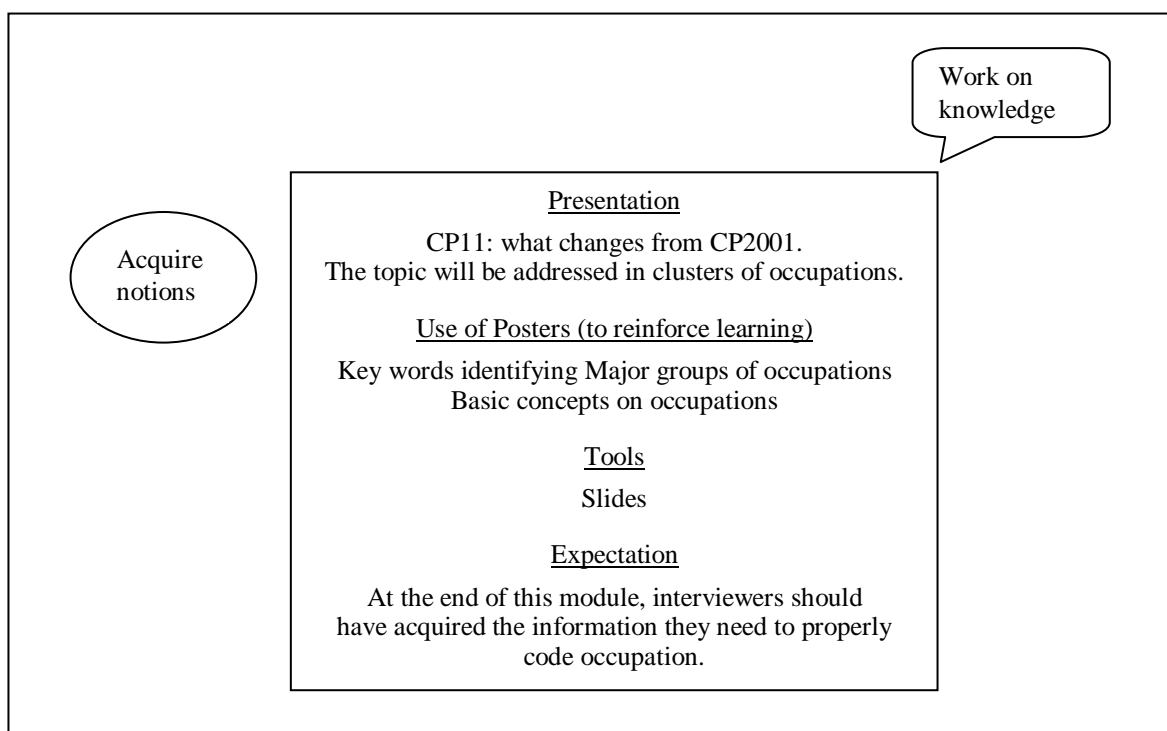 Work on
knowledge
Acquire
notions
Presentation
CP11: what changes from CP2001.
The topic will be addressed in clusters of occupations.
Use of Posters (to reinforce learning)
Key words identifying Major groups of occupations
Basic concepts on occupations
Tools
Slides
Expectation
At the end of this module, interviewers should
have acquired the information they need to properly
code occupation.